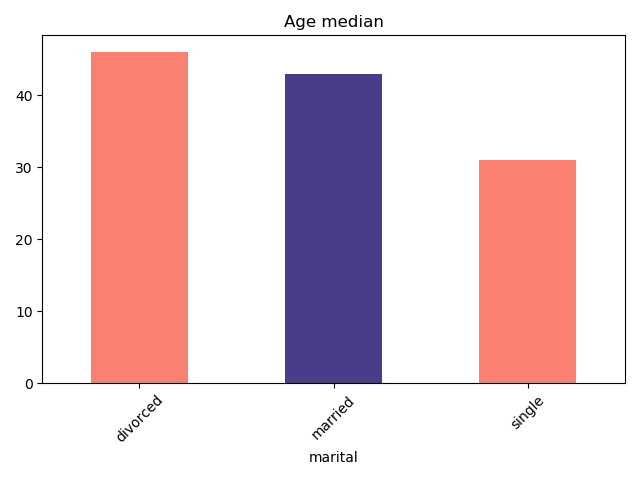 Age median
40
30
20
10
0
divorced
married
single
marital